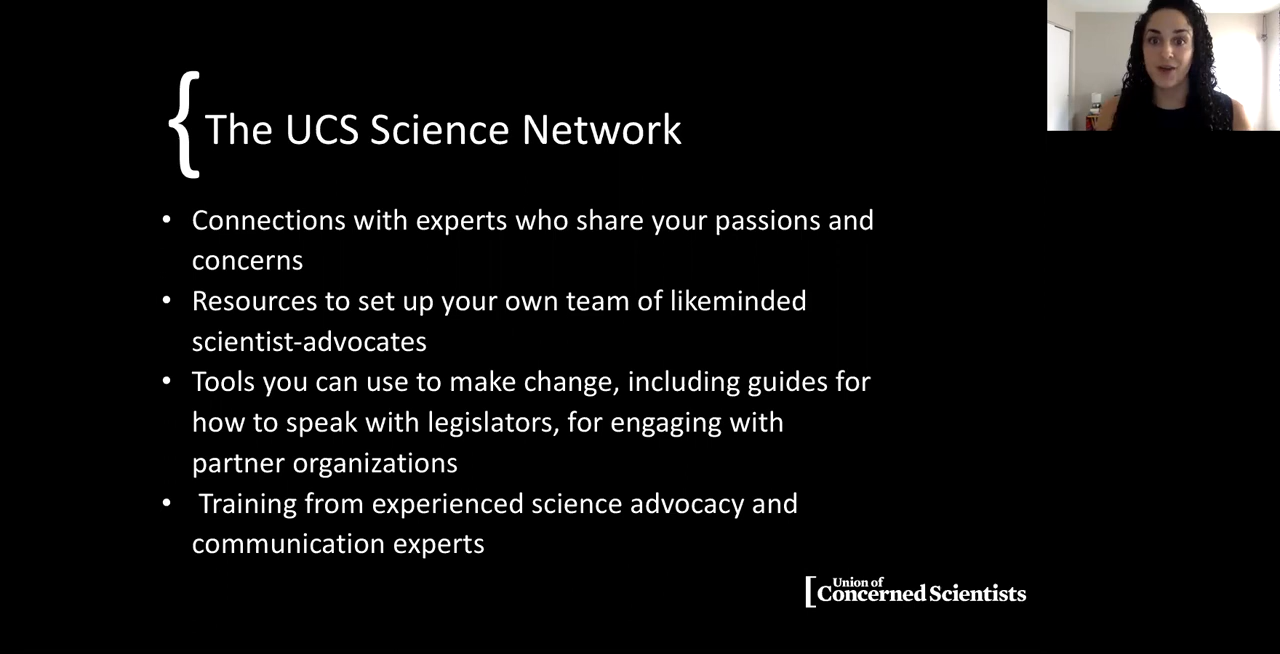 { The UCS Science Network
• Connections with experts who share your passions and
concerns
• Resources to set up your own team of likeminded
scientist-advocates
• Tools you can use to make change, including guides for
how to speak with legislators, for engaging with
partner organizations
• Training from experienced science advocacy and
communication experts
[ Union of
Concerned Scientists